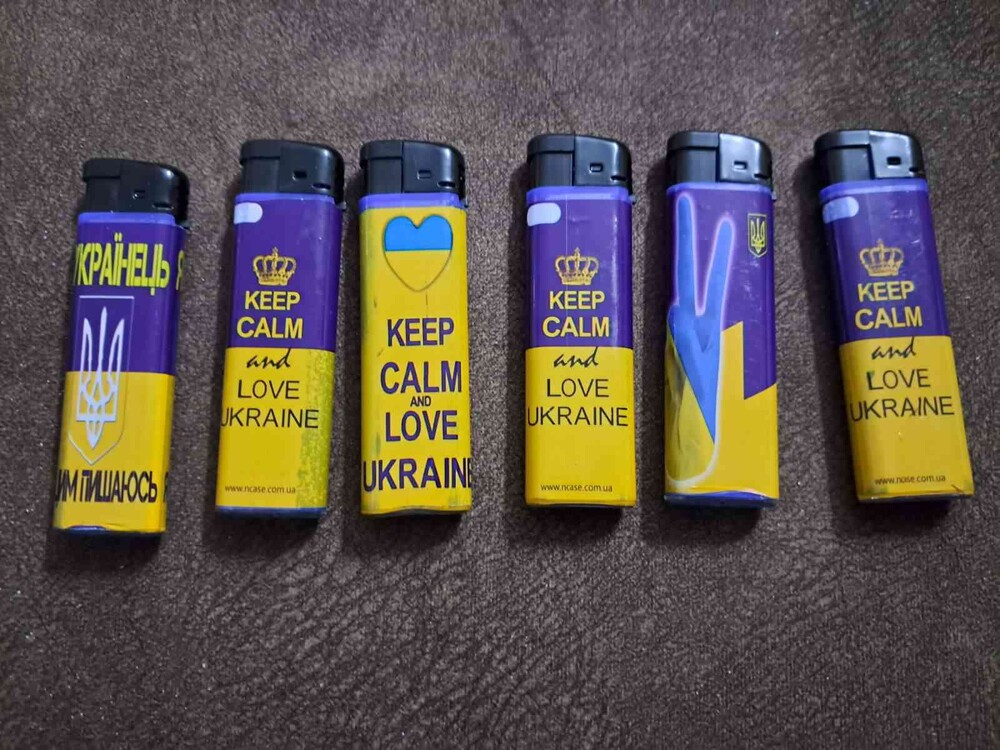 УКРАЇНЕЦЬ Я
ЦИМ ПИШАЮСЬ Я
KEEP
CALM
and
LOVE
UKRAINE
www.ncase.com.ua
KEEP
CALM
AND
LOVE
UKRAINE
KEEP
CALM
and
LOVE
UKRAINE
www.ncase.com.ua
KEEP
CALM
and
LOVE
UKRAINE
www.ncase.com.ua